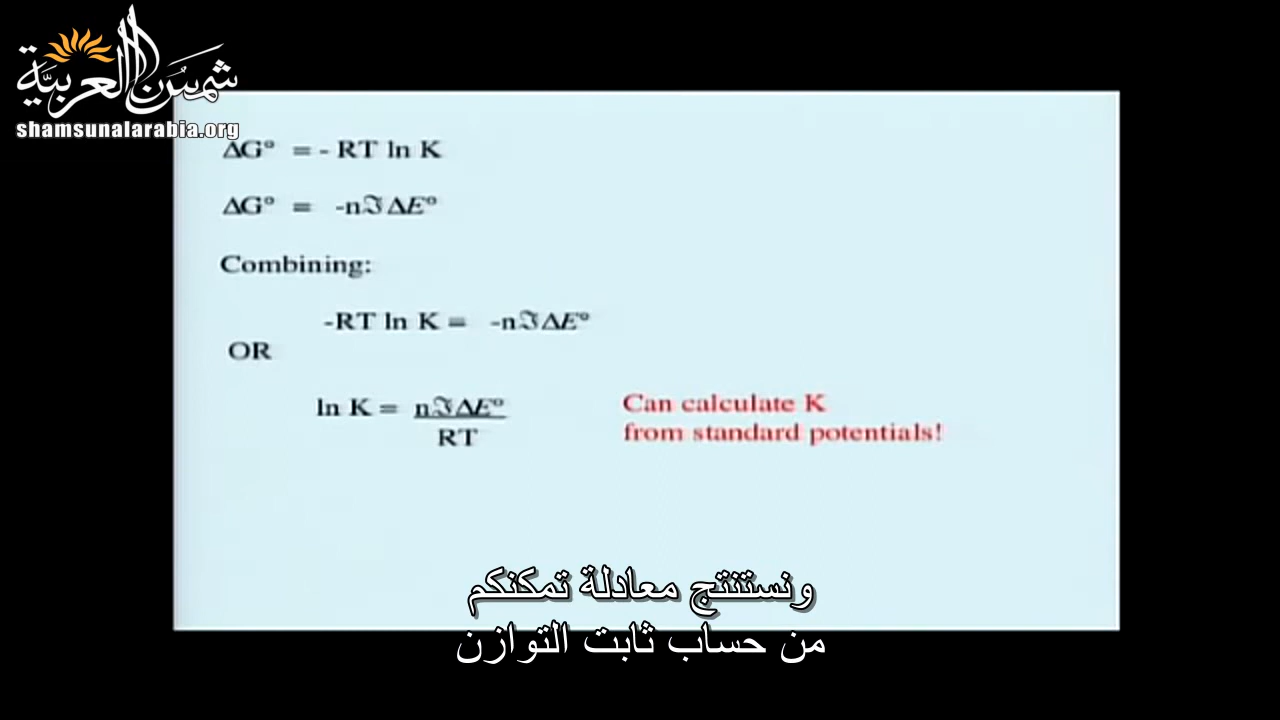 شمس العربية
shamsunalarabia.org
ΔG° = - RT ln K
ΔG° = -nℑΔE°
Combining:
-RT ln K = -nℑΔE°
OR
ln K = nℑΔE°
RT
Can calculate K
from standard potentials!
ونستنتج معادلة تمكنكم
من حساب ثابت التوازن